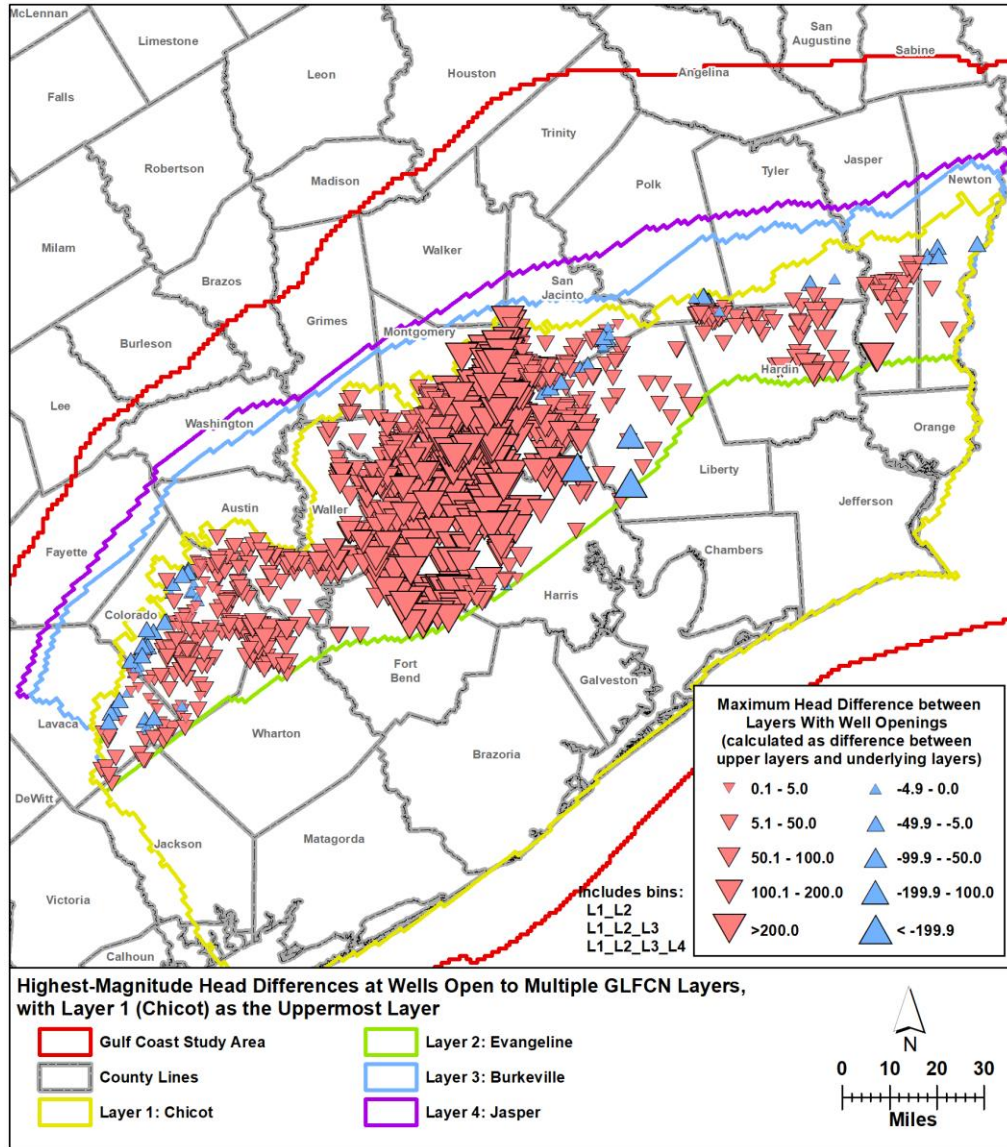 McLennan
Limestone
San
Augustine
Sabine
Falls
Leon
Houston
Angelina
Robertson
Trinity
Madison
Polk
Tyler
Jasper
Newton
Milam
Walker
Brazos
San
Jacinto
Grimes
Montgomery
Burleson
Hardin
Lee
Washington
Orange
Liberty
Austin
Waller
Jefferson
Fayette
Chambers
Harris
Colorado
Fort
Bend
Galveston
Lavaca
Wharton
Brazoria
DeWitt
Jackson
Matagorda
Victoria
Calhoun
Maximum Head Difference between
Layers With Well Openings
(calculated as difference between
upper layers and underlying layers)
0.1 - 5.0 -4.9 - 0.0
5.1 - 50.0 -49.9 - -5.0
50.1 - 100.0 -99.9 - -50.0
100.1 - 200.0 -199.9 - 100.0
>200.0 < -199.9
Includes bins:
L1_L2
L1_L2_L3
L1_L2_L3_L4
Highest-Magnitude Head Differences at Wells Open to Multiple GLFCN Layers,
with Layer 1 (Chicot) as the Uppermost Layer
Gulf Coast Study Area Layer 2: Evangeline
County Lines Layer 3: Burkeville
Layer 1: Chicot Layer 4: Jasper
N
0 10 20 30
Miles